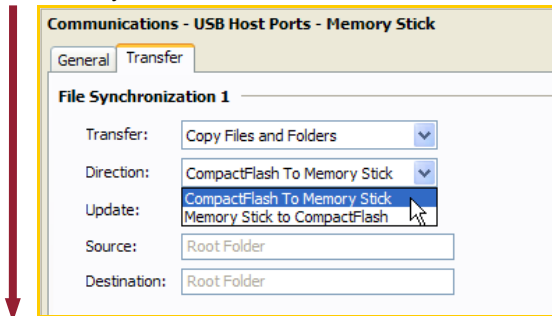 Communications - USB Host Ports - Memory Stick
General Transfer
File Synchronization 1
Transfer: Copy Files and Folders
Direction: CompactFlash To Memory Stick
CompactFlash To Memory Stick
Update: Memory Stick to CompactFlash
Source: Root Folder
Destination: Root Folder